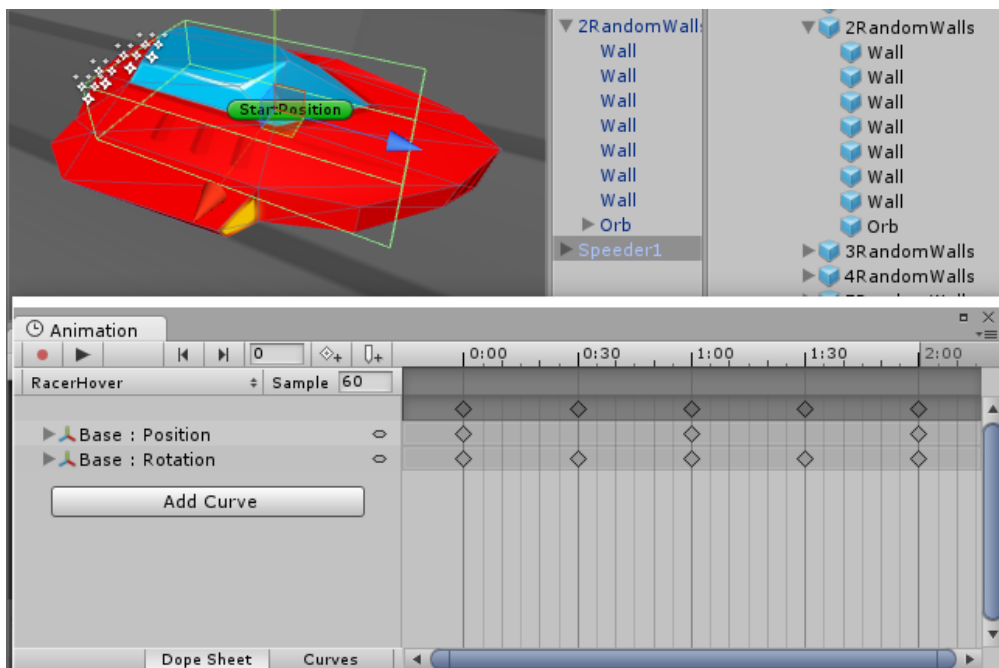 StartPosition
2RandomWall
Wall
Wall
Wall
Wall
Wall
Wall
Wall
Orb
Speeder1
2RandomWalls
Wall
Wall
Wall
Wall
Wall
Wall
Wall
Orb
3RandomWalls
4RandomWalls
Animation
0
0:00
0:30
1:00
1:30
2:00
RacerHover
Sample
60
Base : Position
Base : Rotation
Add Curve
Dope Sheet
Curves